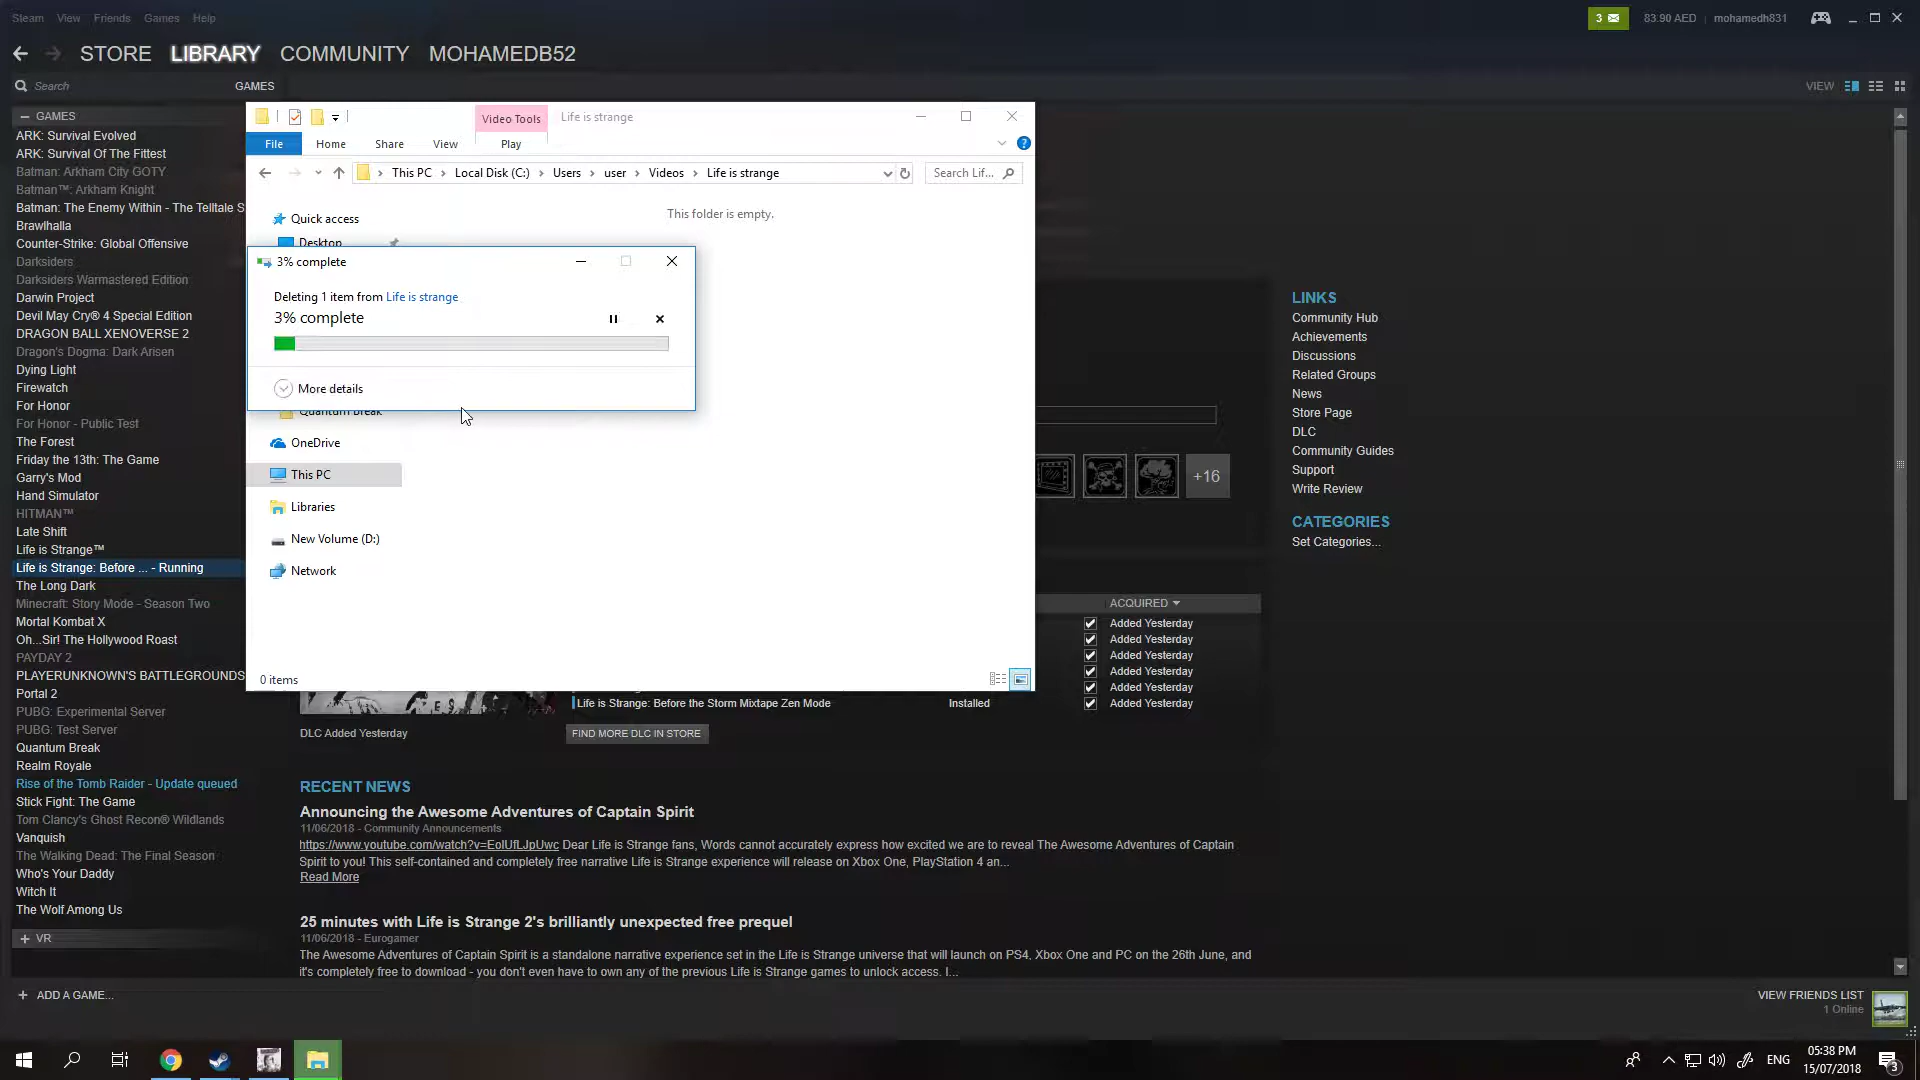 Steam View Friends Games Help
3 83.90 AED mohamedh831
STORE LIBRARY COMMUNITY MOHAMEDB52
Search GAMES VIEW
GAMES
ARK: Survival Evolved
ARK: Survival Of The Fittest
Batman: Arkham City GOTY
Batman™: Arkham Knight
Batman: The Enemy Within - The Telltale S
Brawlhalla
Counter-Strike: Global Offensive
Darksiders
Darksiders Warmastered Edition
Darwin Project
Devil May Cry® 4 Special Edition
DRAGON BALL XENOVERSE 2
Dragon's Dogma: Dark Arisen
Dying Light
Firewatch
For Honor
For Honor - Public Test
The Forest
Friday the 13th: The Game
Garry's Mod
Hand Simulator
HITMAN™
Late Shift
Life is Strange™
Life is Strange: Before ... - Running
The Long Dark
Minecraft: Story Mode - Season Two
Mortal Kombat X
Oh...Sir! The Hollywood Roast
PAYDAY 2
PLAYERUNKNOWN'S BATTLEGROUNDS
Portal 2
PUBG: Experimental Server
PUBG: Test Server
Quantum Break
Realm Royale
Rise of the Tomb Raider - Update queued
Stick Fight: The Game
Tom Clancy's Ghost Recon® Wildlands
Vanquish
The Walking Dead: The Final Season
Who's Your Daddy
Witch It
The Wolf Among Us
VR
ADD A GAME...
Video Tools Life is strange
File Home Share View Play
This PC Local Disk (C:) Users user Videos Life is strange Search Lif...
This folder is empty.
Quick access
Desktop
3% complete
Deleting 1 item from Life is strange
3% complete
More details
Quantum Break
OneDrive
This PC
Libraries
New Volume (D:)
Network
0 items
+16
LINKS
Community Hub
Achievements
Discussions
Related Groups
News
Store Page
DLC
Community Guides
Support
Write Review
CATEGORIES
Set Categories...
ACQUIRED
Added Yesterday
Added Yesterday
Added Yesterday
Added Yesterday
Added Yesterday
Life is Strange: Before the Storm Mixtape Zen Mode Installed Added Yesterday
DLC Added Yesterday FIND MORE DLC IN STORE
RECENT NEWS
Announcing the Awesome Adventures of Captain Spirit
11/06/2018 - Community Announcements
https://www.youtube.com/watch?v=EoIUfLJpUwc Dear Life is Strange fans, Words cannot accurately express how excited we are to reveal The Awesome Adventures of Captain
Spirit to you! This self-contained and completely free narrative Life is Strange experience will release on Xbox One, PlayStation 4 an...
Read More
25 minutes with Life is Strange 2's brilliantly unexpected free prequel
11/06/2018 - Eurogamer
The Awesome Adventures of Captain Spirit is a standalone narrative experience set in the Life is Strange universe that will launch on PS4, Xbox One and PC on the 26th June, and
it's completely free to download - you don't even have to own any of the previous Life is Strange games to unlock access. I...
VIEW FRIENDS LIST
1 Online
ENG
05:38 PM
15/07/2018
3